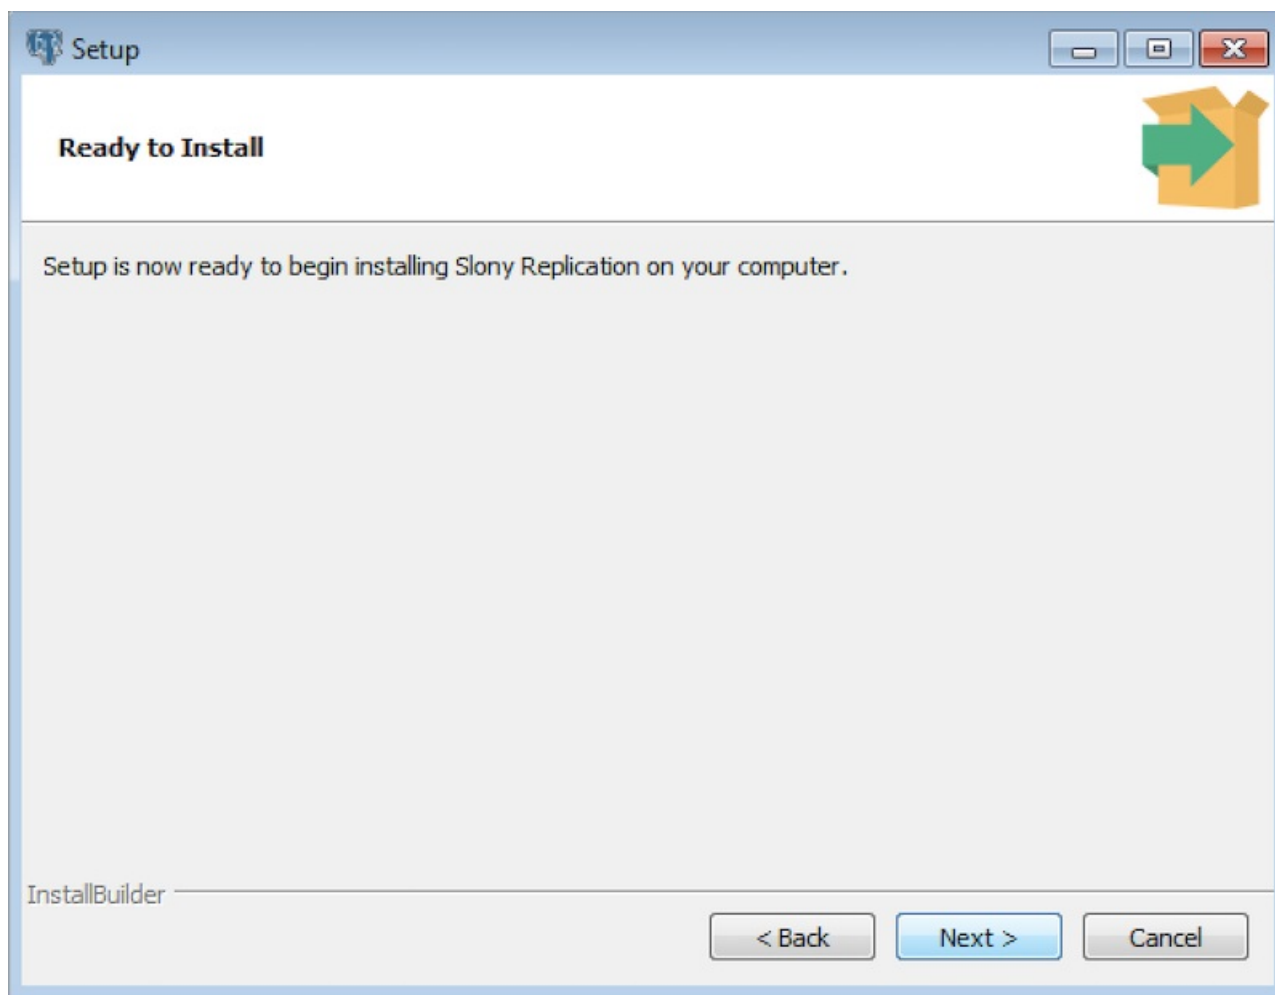 Setup
Ready to Install
Setup is now ready to begin installing Slony Replication on your computer.
InstallBuilder
< Back
Next >
Cancel